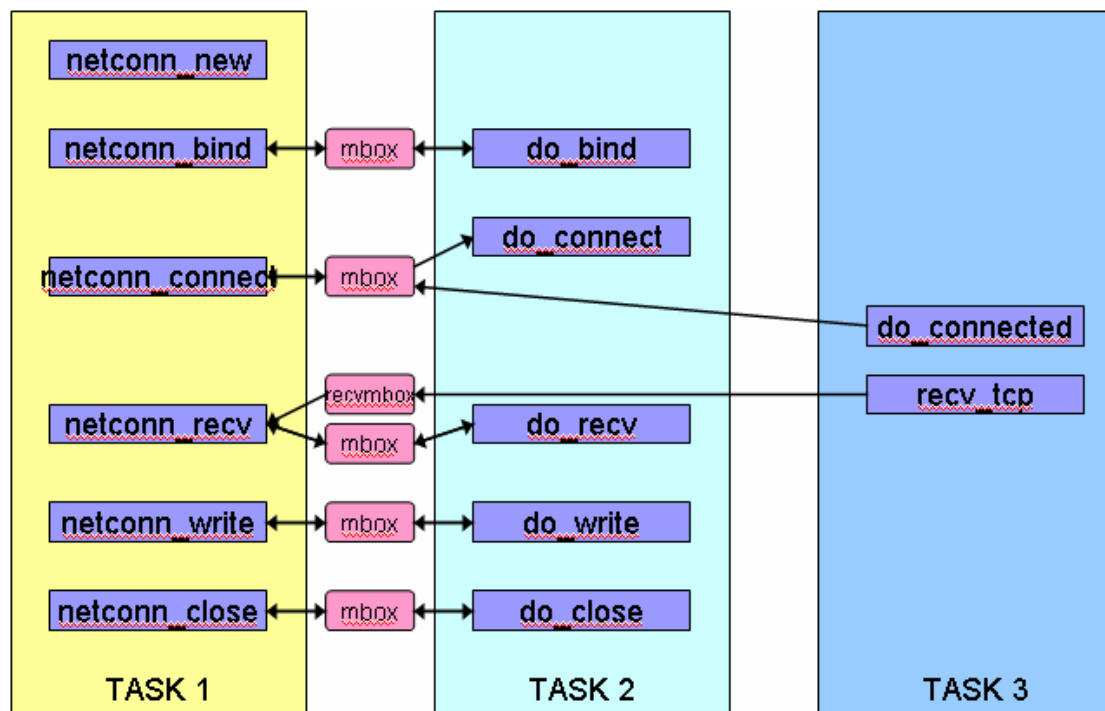 netconn_new
netconn_bind
mbox
do_bind
do_connect
netconn_connect
mbox
do_connected
recvmbox
recv_tcp
netconn_recv
mbox
do_recv
netconn_write
mbox
do_write
netconn_close
mbox
do_close
TASK 1
TASK 2
TASK 3